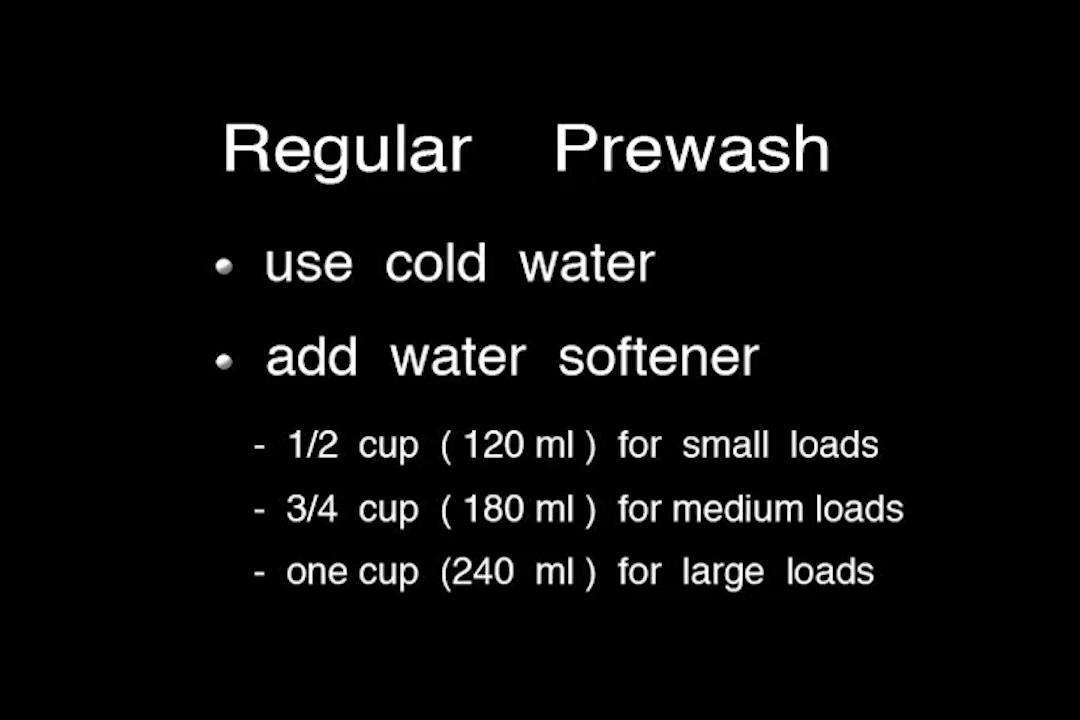 Regular Prewash
• use cold water
• add water softener
- 1/2 cup ( 120 ml ) for small loads
- 3/4 cup ( 180 ml ) for medium loads
- one cup (240 ml ) for large loads